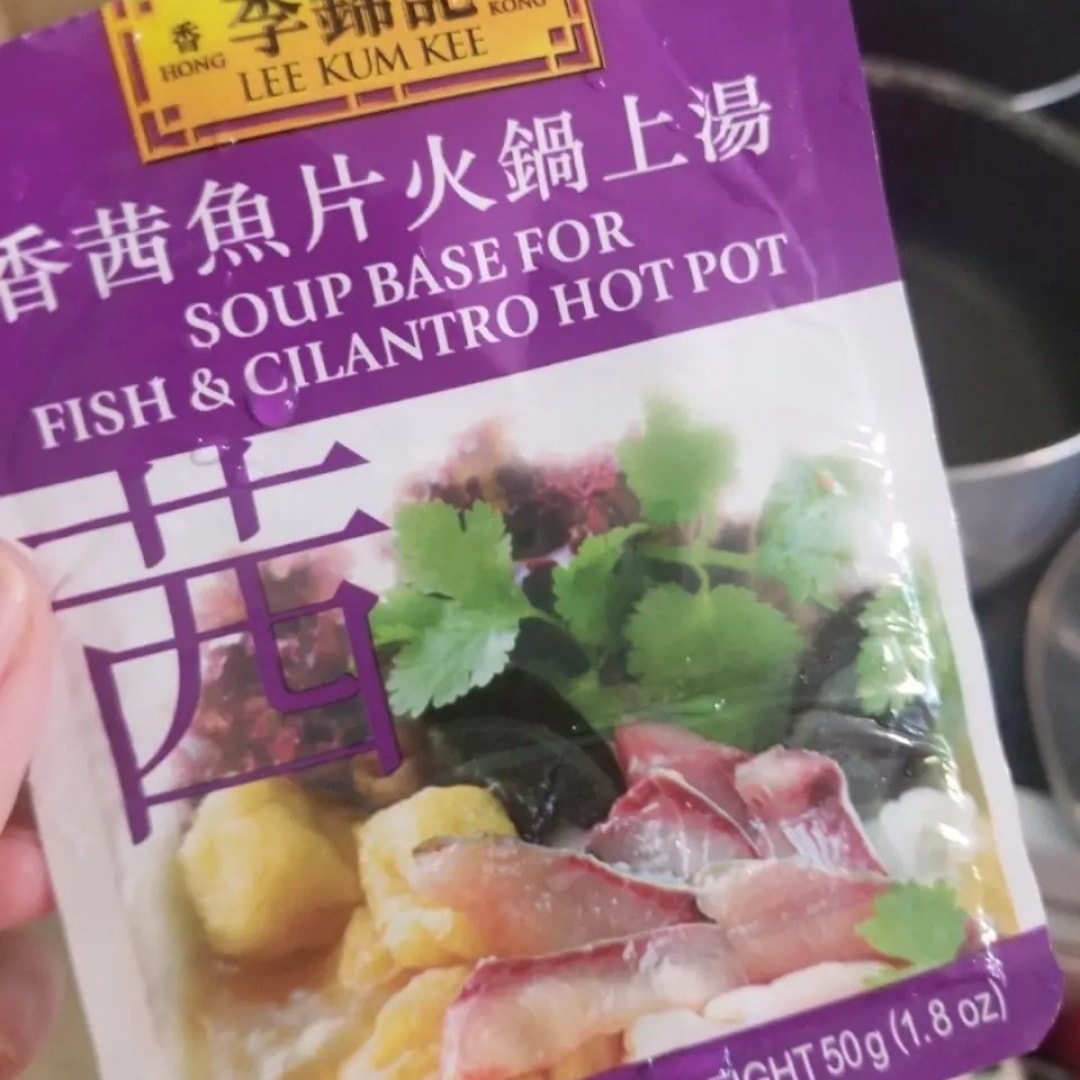 香 李錦記 KONG
HONG LEE KUM KEE
香茜魚片火鍋上湯
SOUP BASE FOR
FISH & CILANTRO HOT POT
茜
50g (1.8 oz)